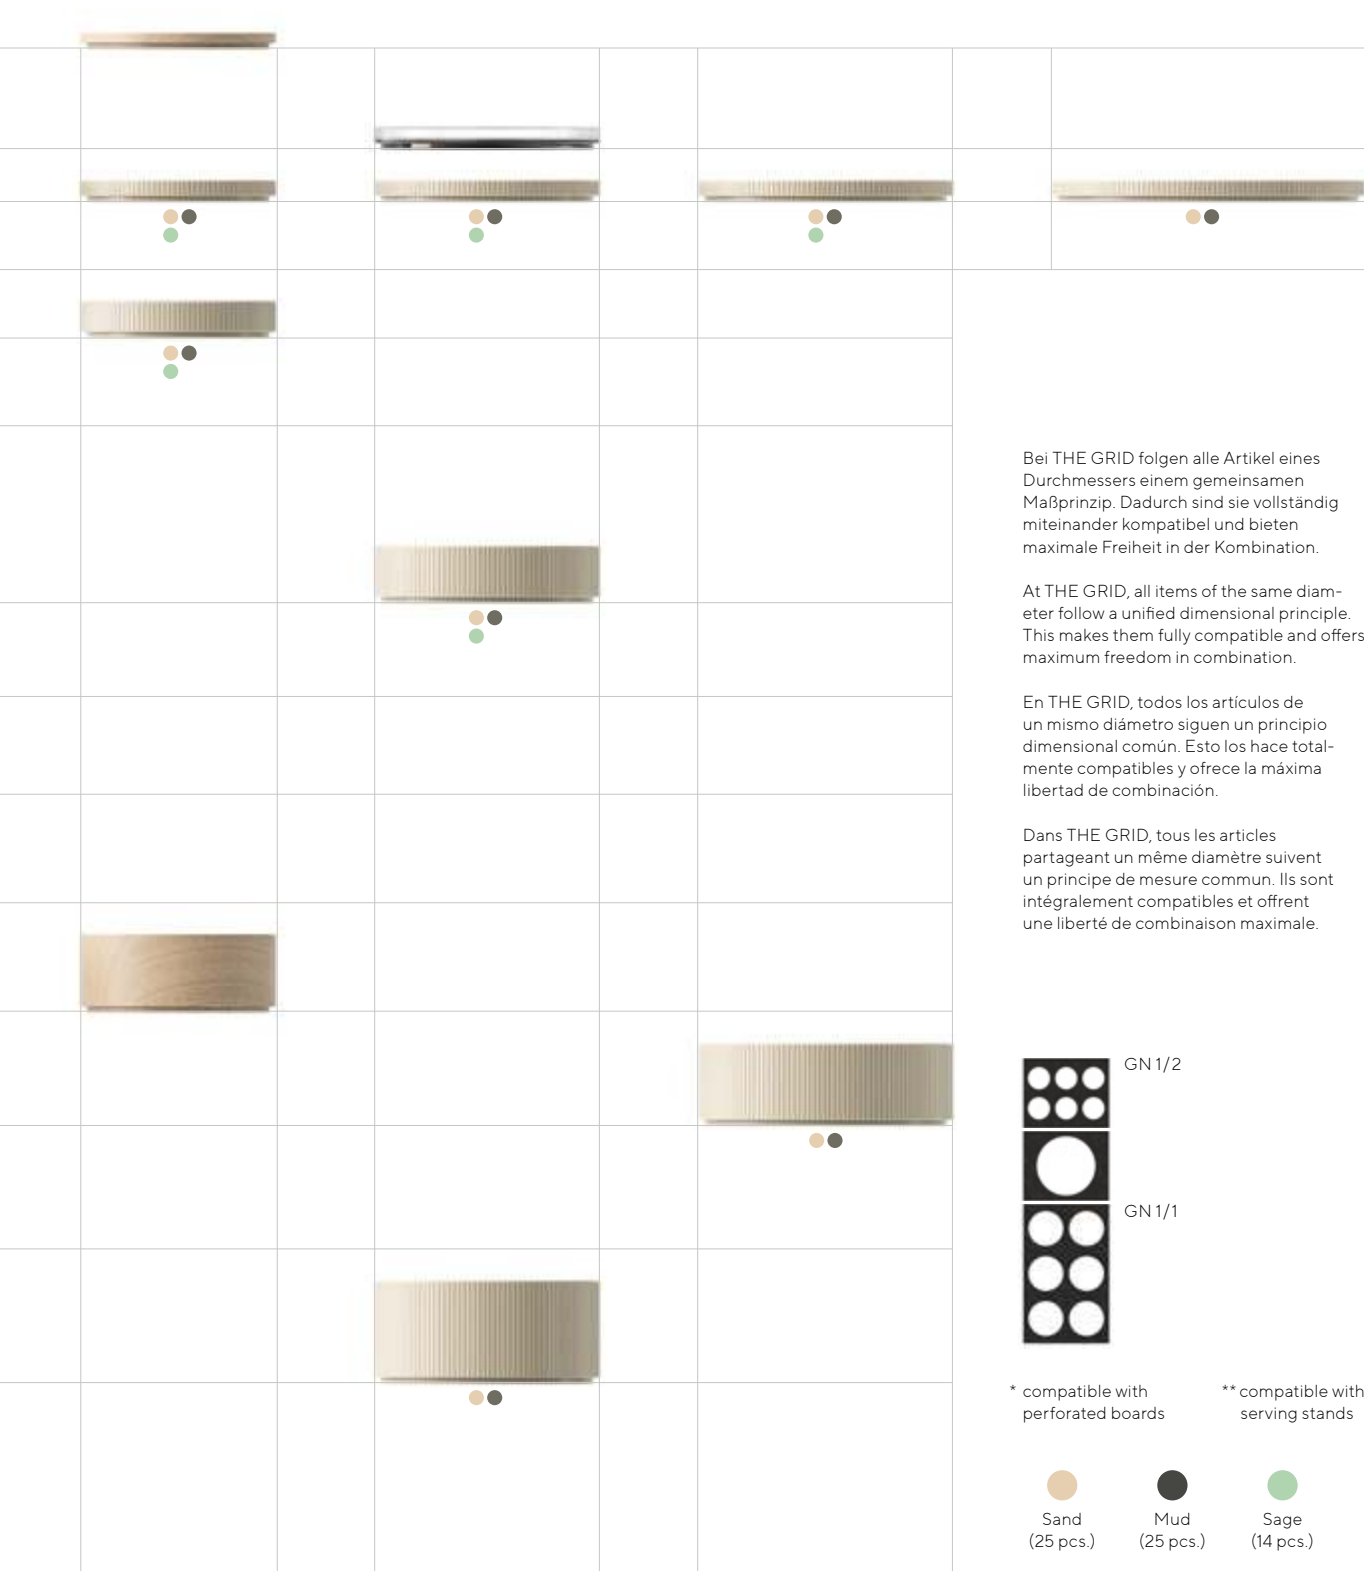 Bei THE GRID folgen alle Artikel eines
Durchmessers einem gemeinsamen
Maßprinzip. Dadurch sind sie vollständig
miteinander kompatibel und bieten
maximale Freiheit in der Kombination.
At THE GRID, all items of the same diam-
eter follow a unified dimensional principle.
This makes them fully compatible and offers
maximum freedom in combination.
En THE GRID, todos los artículos de
un mismo diámetro siguen un principio
dimensional común. Esto los hace total-
mente compatibles y ofrece la máxima
libertad de combinación.
Dans THE GRID, tous les articles
partageant un même diamètre suivent
un principe de mesure commun. Ils sont
intégralement compatibles et offrent
une liberté de combinaison maximale.
GN 1/2
GN 1/1
* compatible with
perforated boards
** compatible with
serving stands
Sand
(25 pcs.)
Mud
(25 pcs.)
Sage
(14 pcs.)